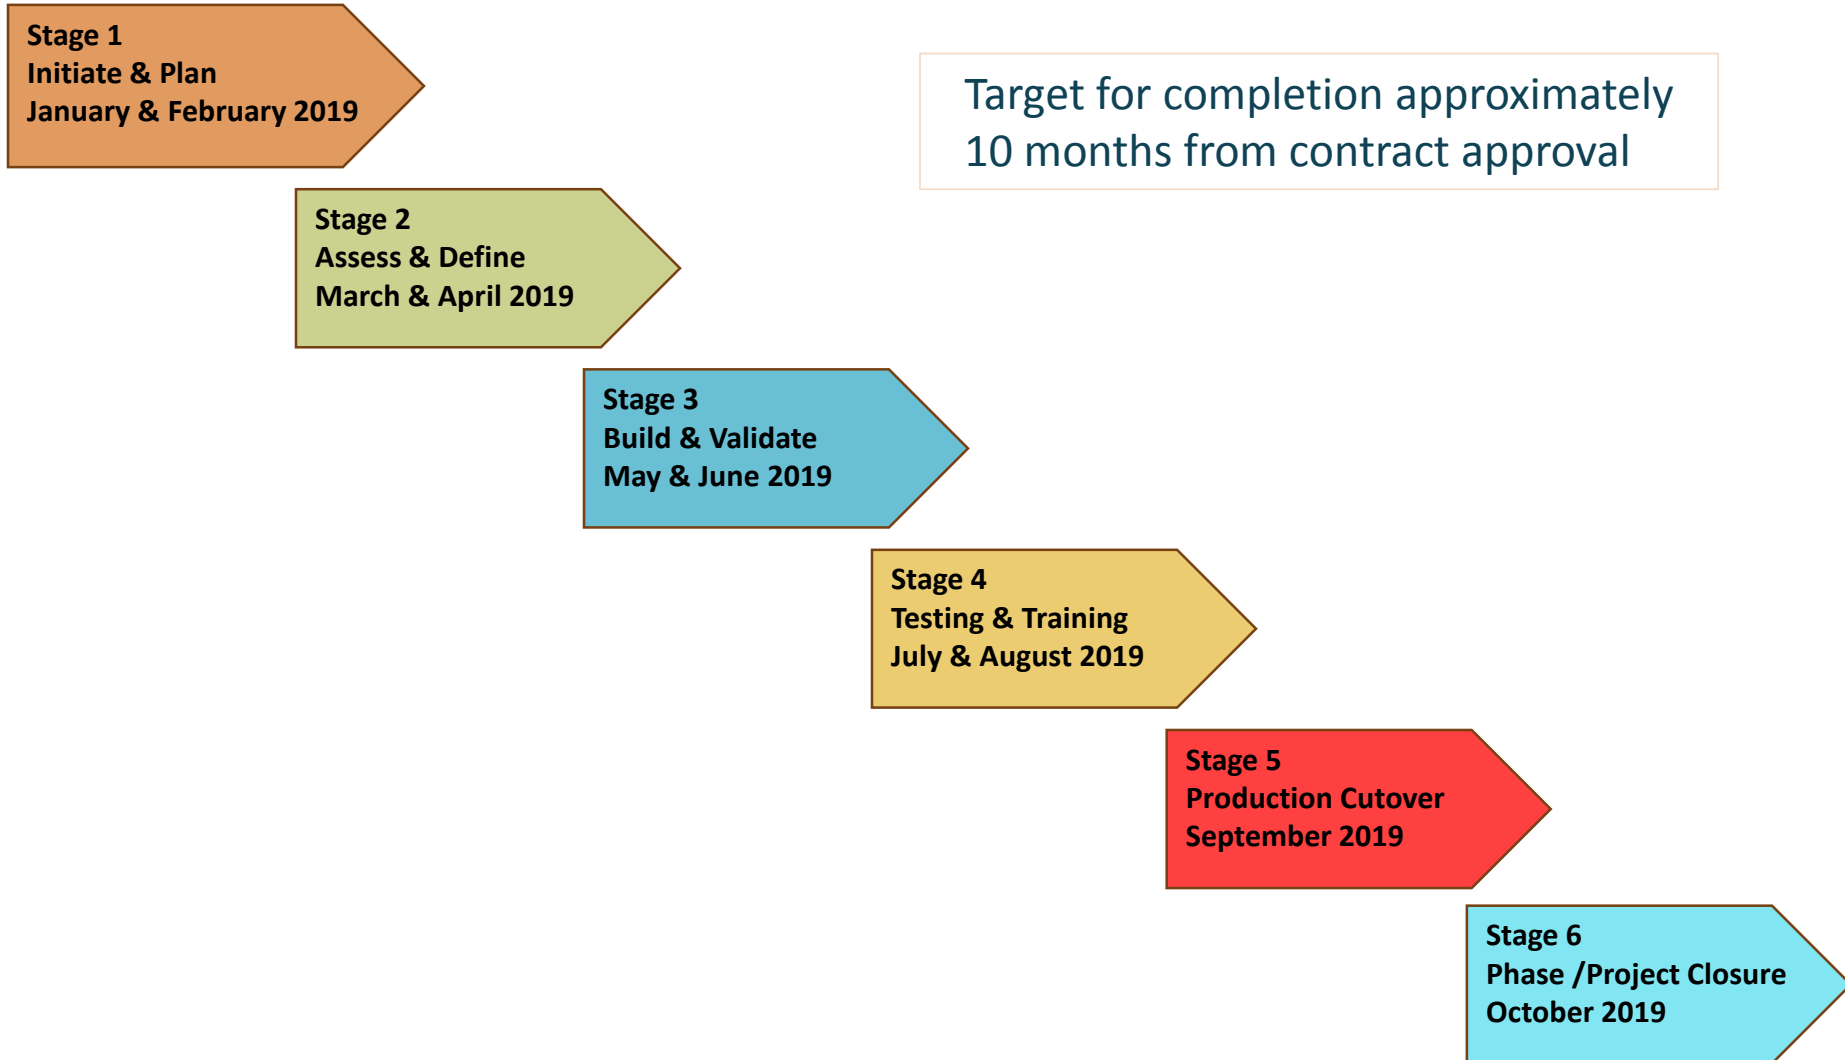 Stage 1
Initiate & Plan
January & February 2019
Target for completion approximately
10 months from contract approval
Stage 2
Assess & Define
March & April 2019
Stage 3
Build & Validate
May & June 2019
Stage 4
Testing & Training
July & August 2019
Stage 5
Production Cutover
September 2019
Stage 6
Phase /Project Closure
October 2019